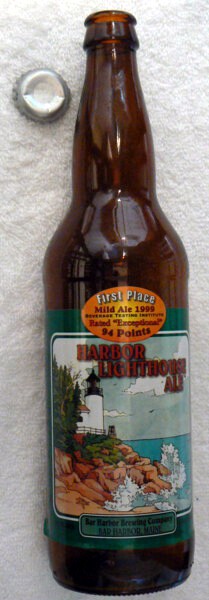 First Place
Mild Ale 1999
BEVERAGE TESTING INSTITUTE
Rated "Exceptional"
94 Points
HARBOR
LIGHTHOUSE
ALE
Bar Harbor Brewing Company
BAR HARBOR, MAINE